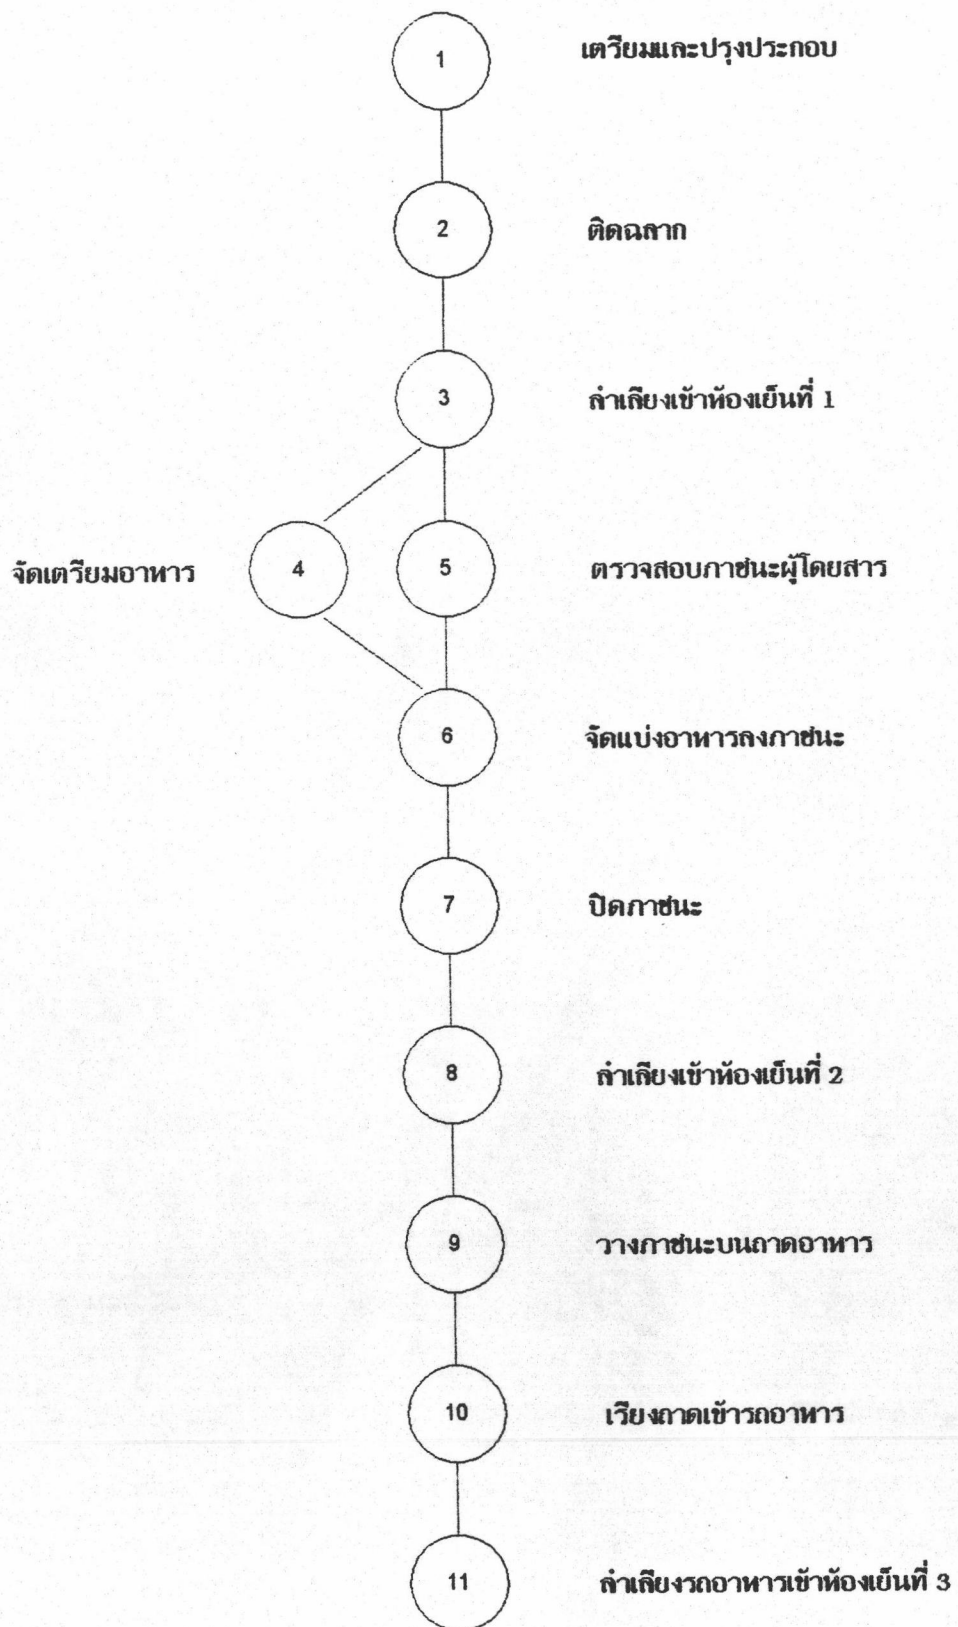 1 เตรียมและปรุงประกอบ
2 ติดฉลาก
3 ลำเลียงเข้าห้องเย็นที่ 1
จัดเตรียมอาหาร 4 5 ตรวจสอบภาชนะผู้โดยสาร
6 จัดแบ่งอาหารลงภาชนะ
7 ปิดภาชนะ
8 ลำเลียงเข้าห้องเย็นที่ 2
9 วางภาชนะบนถาดอาหาร
10 เรียงถาดเข้ารถอาหาร
11 ลำเลียงรถอาหารเข้าห้องเย็นที่ 3